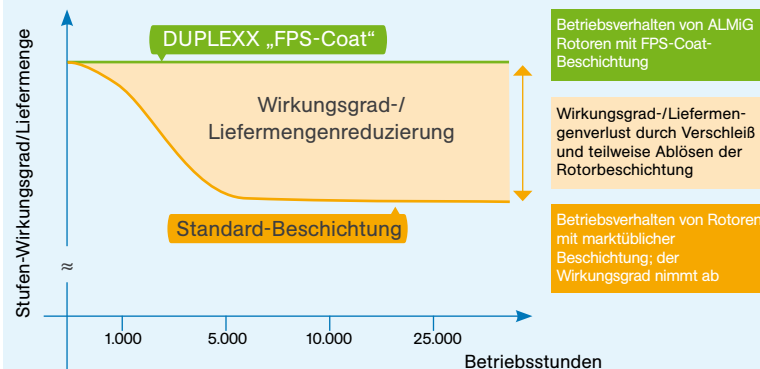 Stufen-Wirkungsgrad/Liefermenge
DUPLEXX „FPS-Coat“
Wirkungsgrad-/
Liefermengenreduzierung
Standard-Beschichtung
≈
1.000
5.000
10.000
25.000
Betriebsstunden
Betriebsverhalten von ALMiG
Rotoren mit FPS-Coat-
Beschichtung
Wirkungsgrad-/Liefermen-
genverlust durch Verschleiß
und teilweise Ablösen der
Rotorbeschichtung
Betriebsverhalten von Rotoren
mit marktüblicher
Beschichtung; der
Wirkungsgrad nimmt ab